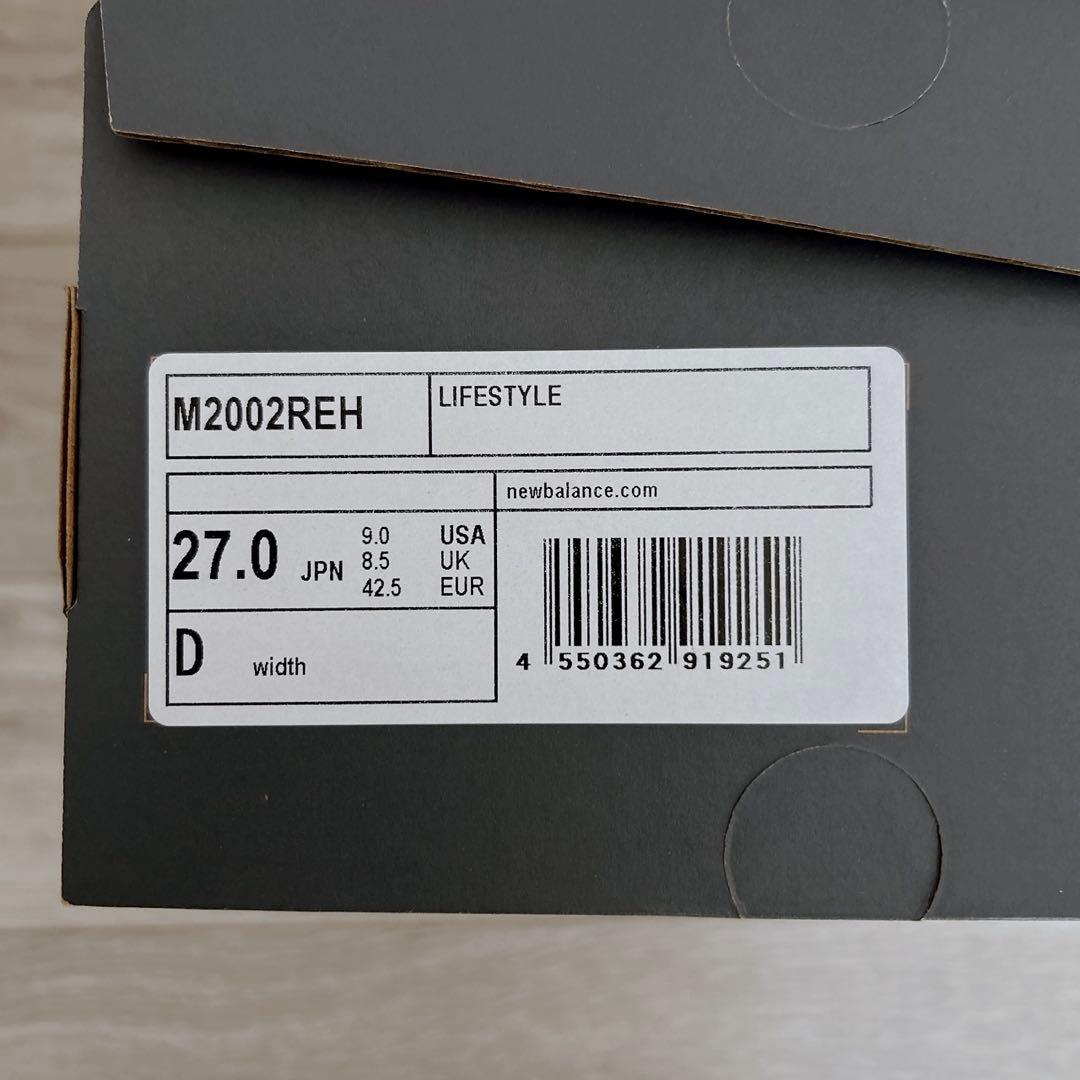 M2002REH
LIFESTYLE
newbalance.com
27.0 JPN
9.0 USA
8.5 UK
42.5 EUR
D width
4 550362 919251